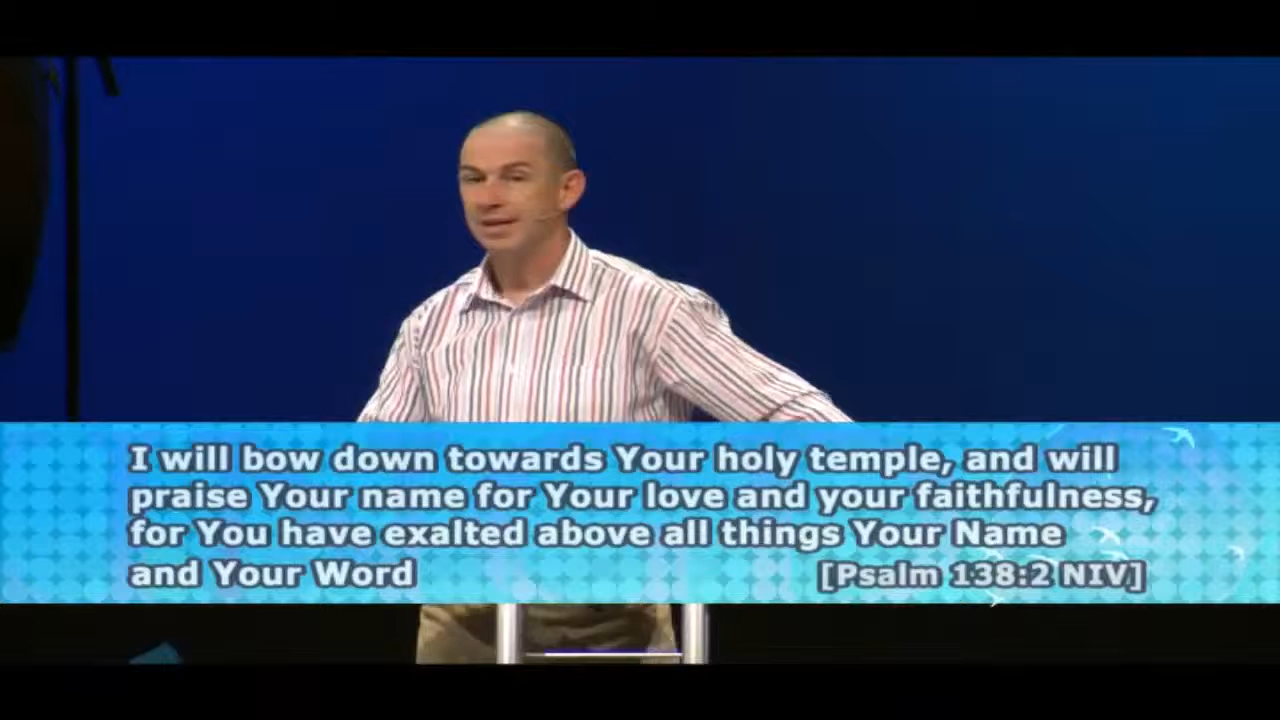 I will bow down towards Your holy temple, and will
praise Your name for Your love and your faithfulness,
for You have exalted above all things Your Name
and Your Word [Psalm 138:2 NIV]